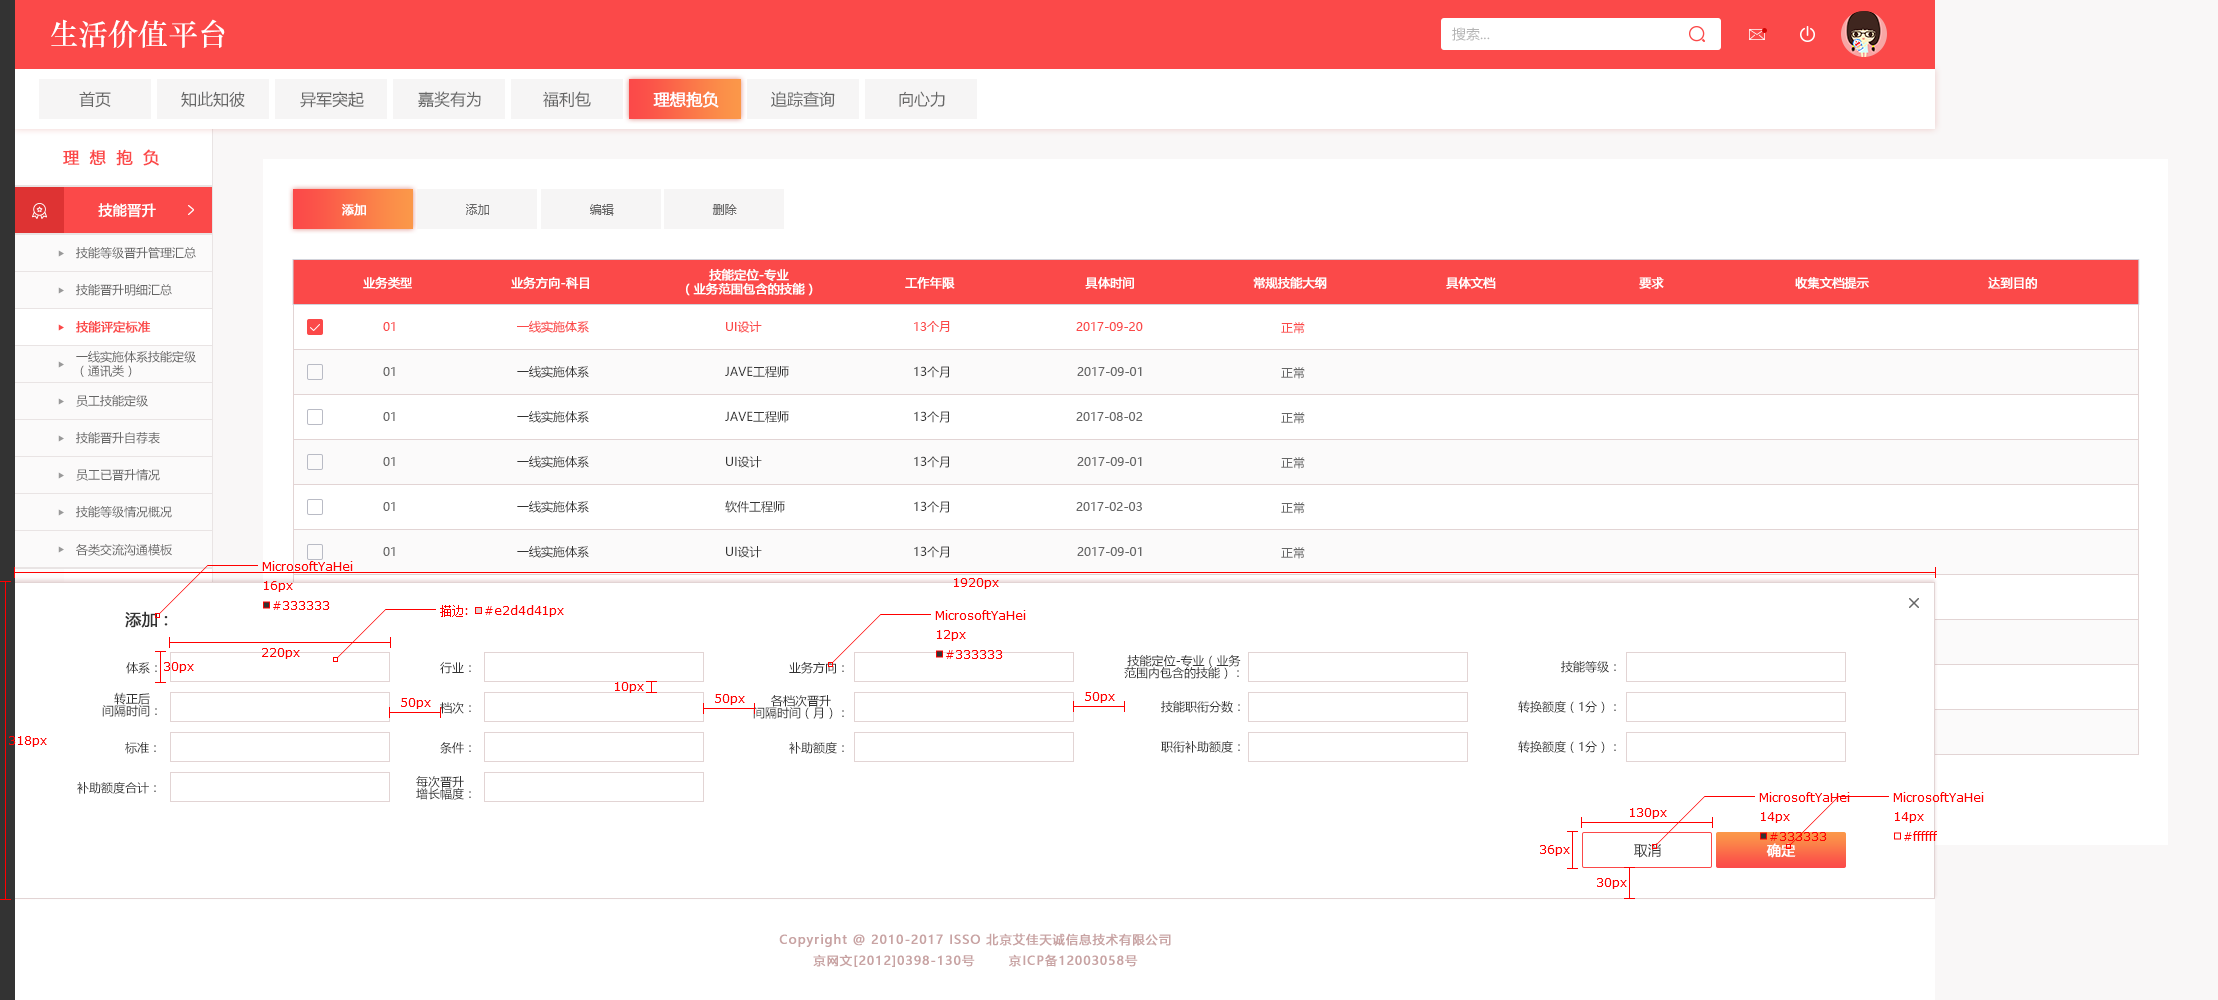 生活价值平台
搜索...
首页
知此知彼
异军突起
嘉奖有为
福利包
理想抱负
追踪查询
向心力
理想抱负
技能晋升
技能等级晋升管理汇总
技能晋升明细汇总
技能评定标准
一线实施体系技能定级
（通讯类）
员工技能定级
技能晋升自荐表
员工已晋升情况
技能等级情况概况
各类交流沟通模板
添加
添加
编辑
删除
业务类型
业务方向-科目
技能定位-专业
（业务范围包含的技能）
工作年限
具体时间
常规技能大纲
具体文档
要求
收集文档提示
达到目的
01 一线实施体系 UI设计 13个月 2017-09-20 正常
01 一线实施体系 JAVE工程师 13个月 2017-09-01 正常
01 一线实施体系 JAVE工程师 13个月 2017-08-02 正常
01 一线实施体系 UI设计 13个月 2017-09-01 正常
01 一线实施体系 软件工程师 13个月 2017-02-03 正常
01 一线实施体系 UI设计 13个月 2017-09-01 正常
MicrosoftYaHei
16px
#333333
1920px
添加：
描边: #e2d4d41px
MicrosoftYaHei
12px
#333333
220px
30px
体系：
行业：
业务方向：
技能定位-专业（业务
范围内包含的技能）：
技能等级：
10px
转正后
间隔时间：
50px
档次：
50px
各档次晋升
间隔时间（月）：
50px
技能职衔分数：
转换额度（1分）：
318px
标准：
条件：
补助额度：
职衔补助额度：
转换额度（1分）：
补助额度合计：
每次晋升
增长幅度：
130px
MicrosoftYaHei
14px
#333333
MicrosoftYaHei
14px
#ffffff
36px
取消
确定
30px
Copyright @ 2010-2017 ISSO 北京艾佳天诚信息技术有限公司
京网文[2012]0398-130号 京ICP备12003058号